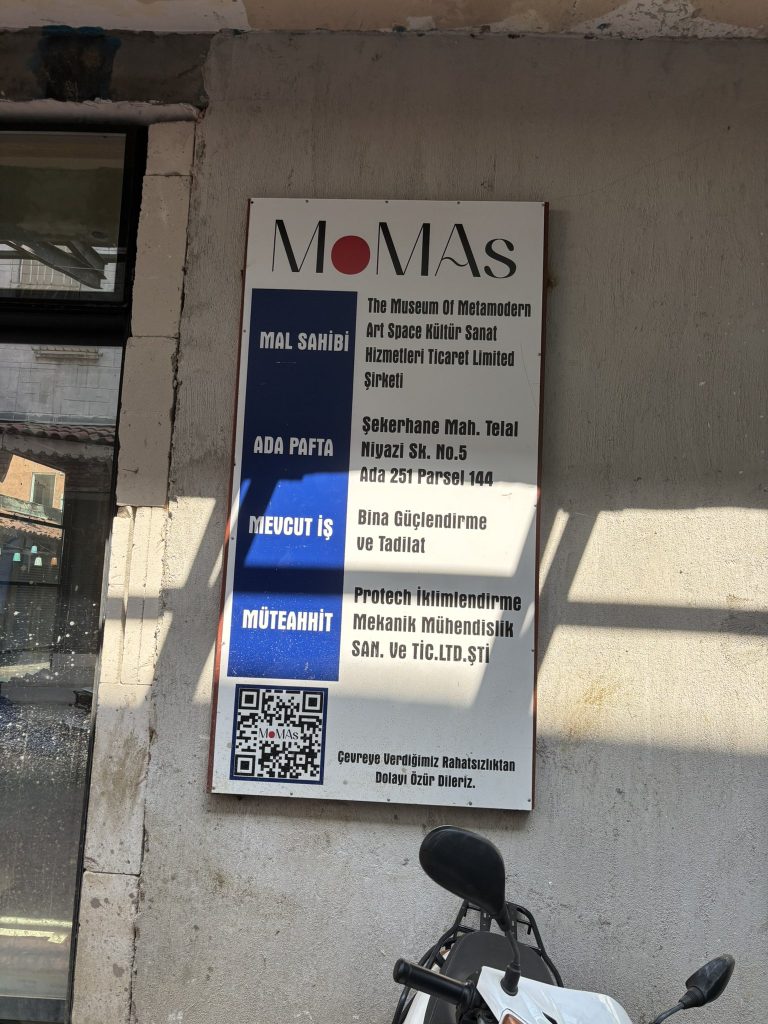 MoMAs
MAL SAHİBİ
The Museum Of Metamodern
Art Space Kültür Sanat
Hizmetleri Ticaret Limited
Şirketi
ADA PAFTA
Şekerhane Mah. Telal
Niyazi Sk. No.5
Ada 251 Parsel 144
MEVCUT İŞ
Bina Güçlendirme
ve Tadilat
MÜTEAHHİT
Protech İklimlendirme
Mekanik Mühendislik
SAN. Ve TİC.LTD.ŞTİ
MoMAs
Çevreye Verdiğimiz Rahatsızlıktan
Dolayı Özür Dileriz.